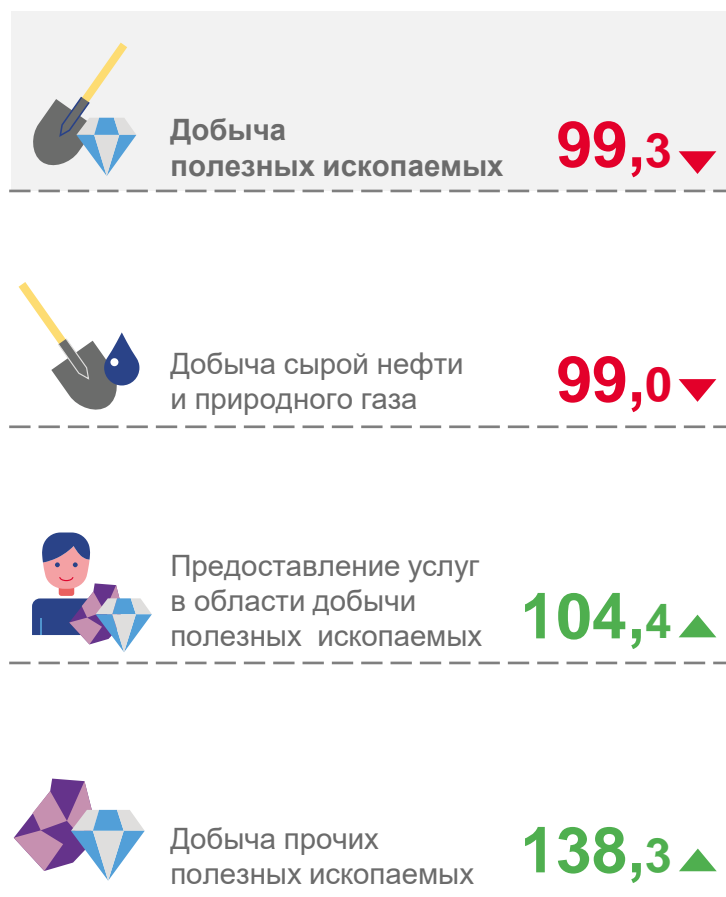 Добыча
полезных ископаемых
99,3
Добыча сырой нефти
и природного газа
99,0
Предоставление услуг
в области добычи
полезных ископаемых
104,4
Добыча прочих
полезных ископаемых
138,3